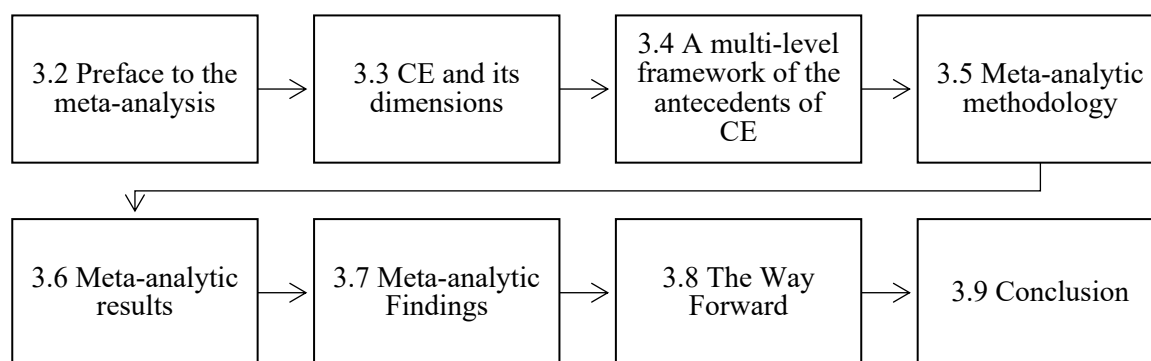 3.2 Preface to the
meta-analysis
3.3 CE and its
dimensions
3.4 A multi-level
framework of the
antecedents of
CE
3.5 Meta-analytic
methodology
3.6 Meta-analytic
results
3.7 Meta-analytic
Findings
3.8 The Way
Forward
3.9 Conclusion